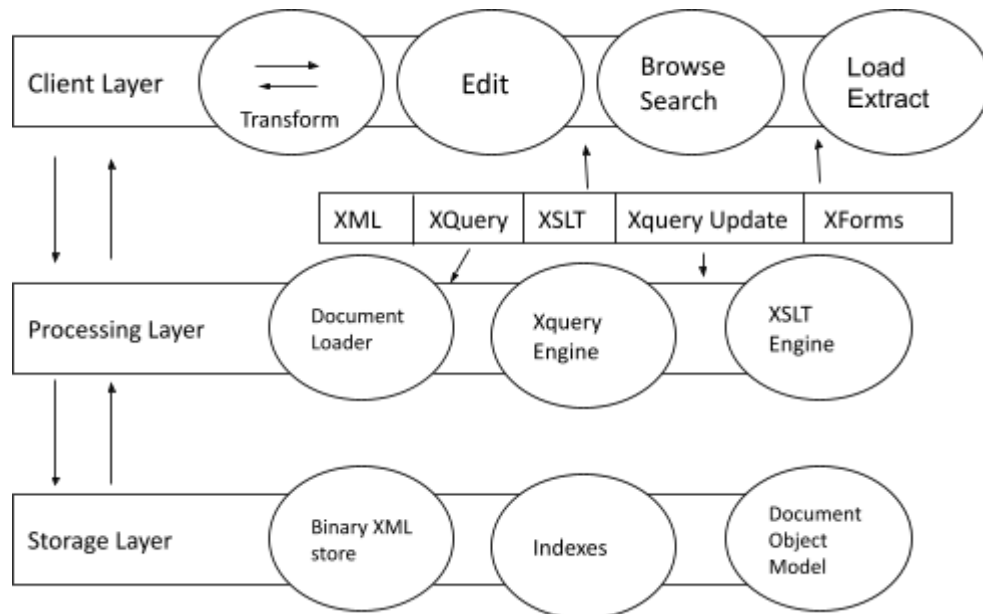 Client Layer
Transform
Edit
Browse
Search
Load
Extract
XML
XQuery
XSLT
Xquery Update
XForms
Processing Layer
Document
Loader
Xquery
Engine
XSLT
Engine
Storage Layer
Binary XML
store
Indexes
Document
Object
Model